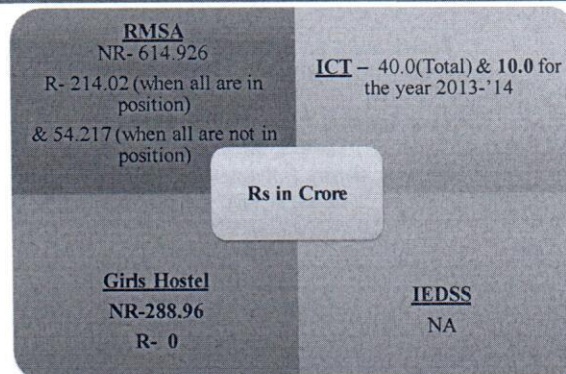 RMSA
NR- 614.926
R- 214.02 (when all are in
position)
& 54.217 (when all are not in
position)
ICT – 40.0(Total) & 10.0 for
the year 2013-'14
Rs in Crore
Girls Hostel
NR-288.96
R- 0
IEDSS
NA